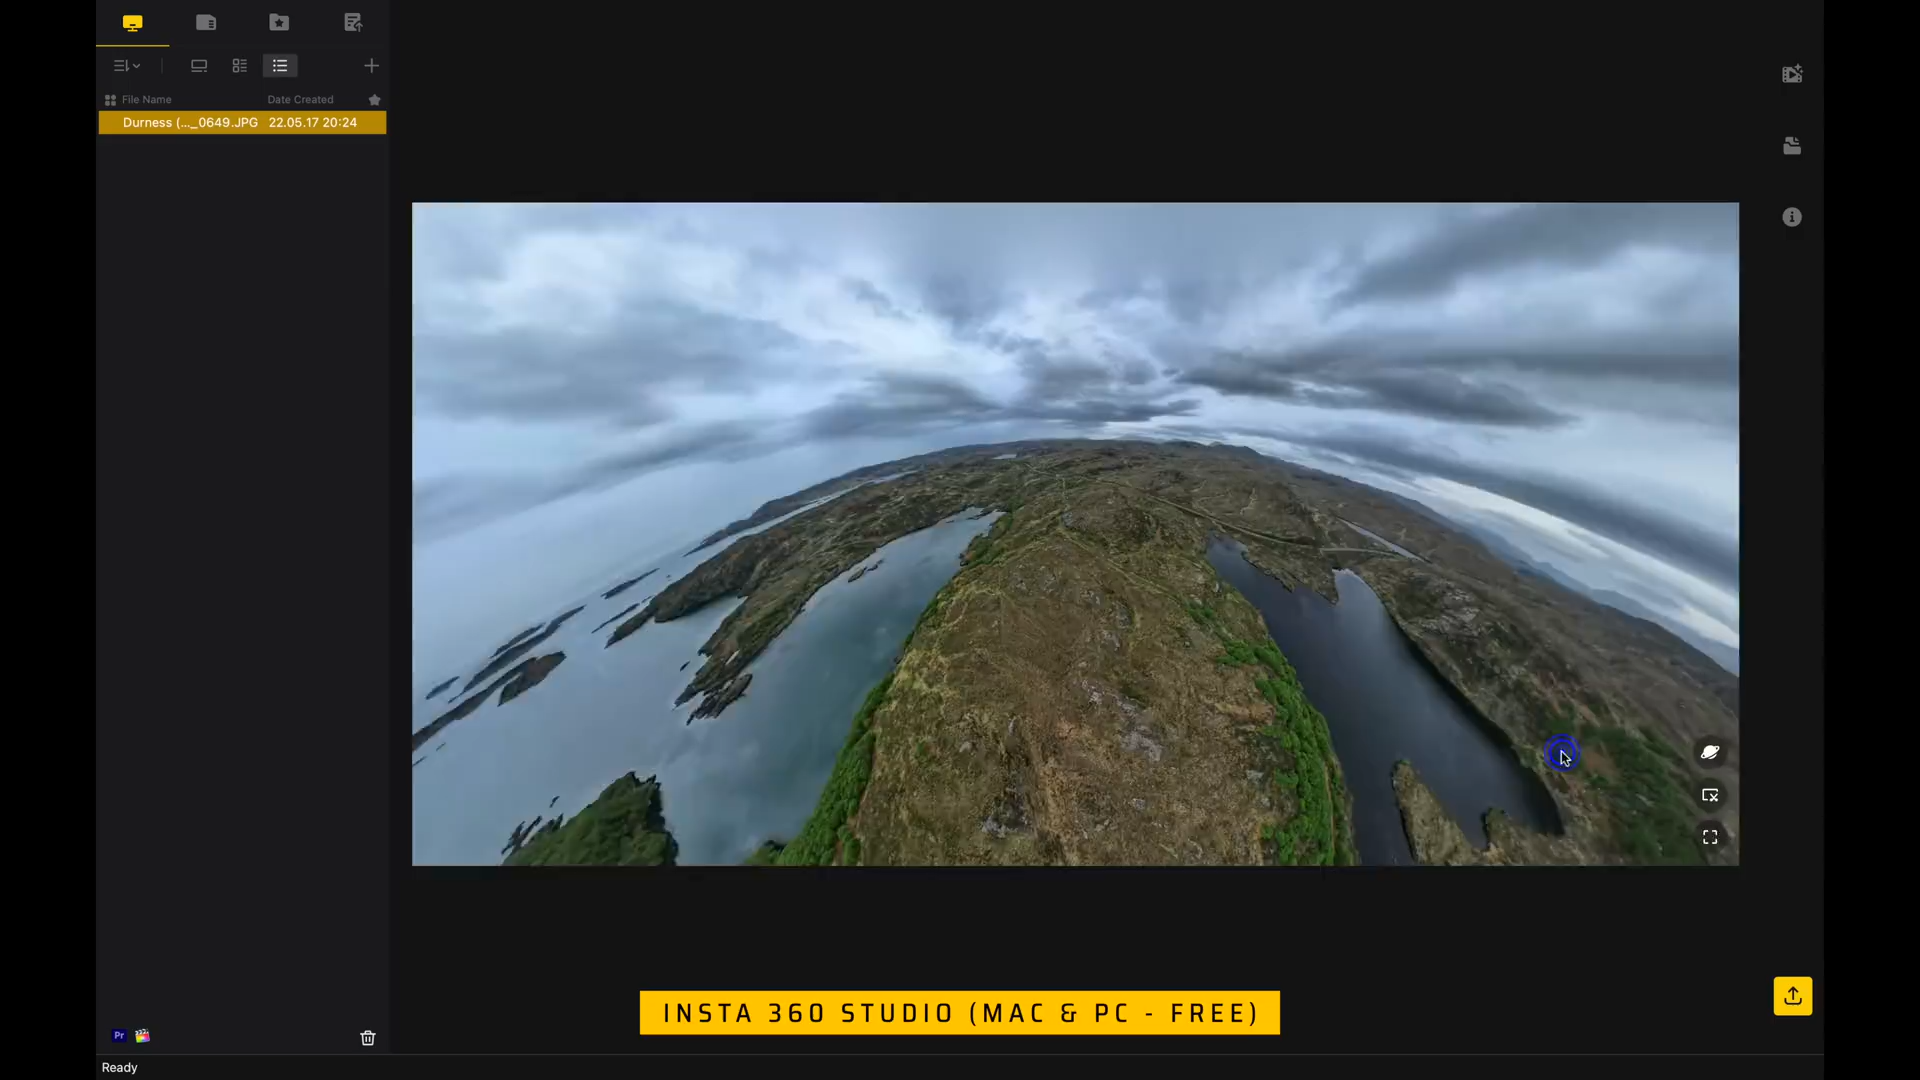 File Name Date Created
Durness (..._0649.JPG 22.05.17 20:24
INSTA 360 STUDIO (MAC & PC - FREE)
Pr
Ready